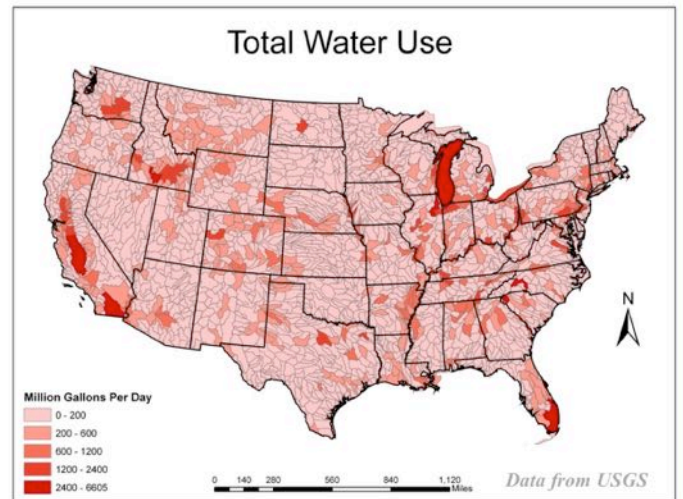 Total Water Use
N
Million Gallons Per Day
0 - 200
200 - 600
600 - 1200
1200 - 2400
2400 - 6605
0 140 280 560 840 1,120
Miles
Data from USGS